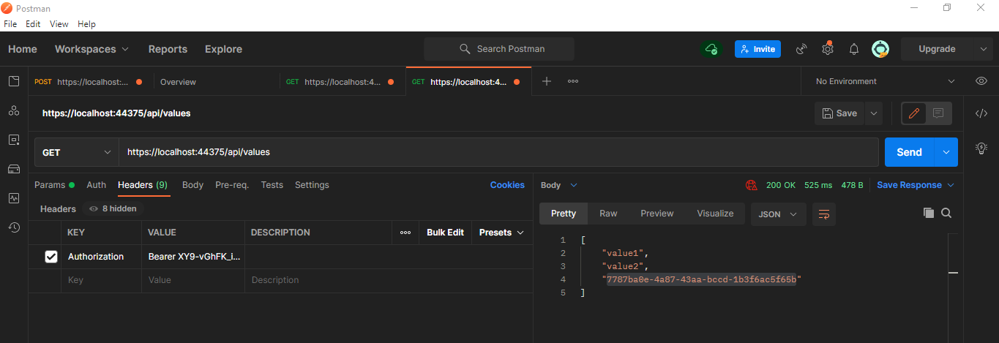 Postman
File Edit View Help
Home Workspaces Reports Explore Search Postman Invite Upgrade
POST https://localhost:... Overview GET https://localhost:4... GET https://localhost:4... No Environment
https://localhost:44375/api/values Save
GET https://localhost:44375/api/values Send
Params Auth Headers (9) Body Pre-req. Tests Settings Cookies
Headers 8 hidden
KEY VALUE DESCRIPTION Bulk Edit Presets
Authorization Bearer XY9-vGhFK_i...
Key Value Description
Body 200 OK 525 ms 478 B Save Response
Pretty Raw Preview Visualize JSON
1 [
2 "value1",
3 "value2",
4 "7787ba0e-4a87-43aa-bccd-1b3f6ac5f65b"
5 ]